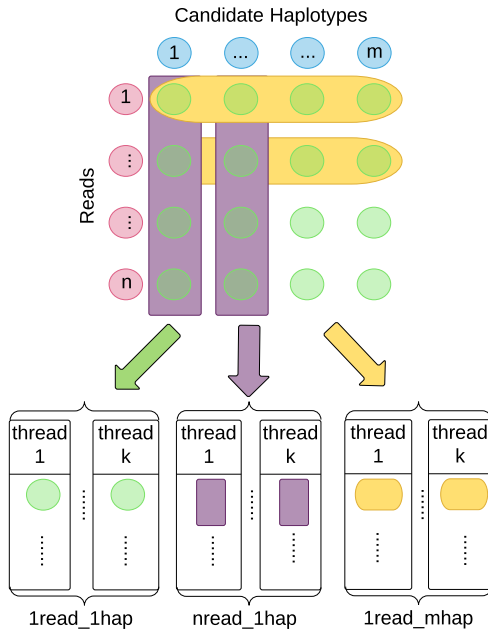 Candidate Haplotypes
1 ... ... m
Reads
1
...
...
n
thread 1
thread k
thread 1
thread k
thread 1
thread k
...... ...... ......
...... ...... ...... ...... ...... ......
1read_1hap nread_1hap 1read_mhap